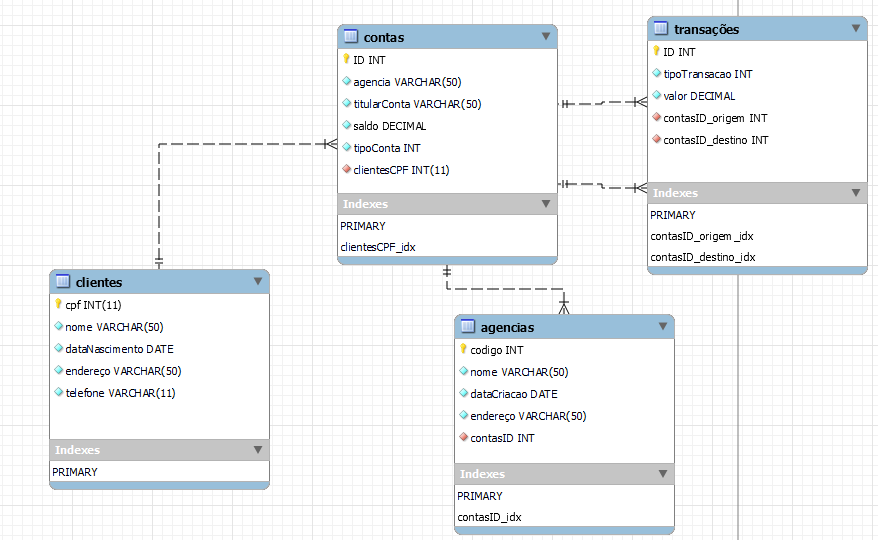 contas
ID INT
agencia VARCHAR(50)
titularConta VARCHAR(50)
saldo DECIMAL
tipoConta INT
clientesCPF INT(11)
Indexes
PRIMARY
clientesCPF_idx
transações
ID INT
tipoTransacao INT
valor DECIMAL
contasID_origem INT
contasID_destino INT
Indexes
PRIMARY
contasID_origem_idx
contasID_destino_idx
clientes
cpf INT(11)
nome VARCHAR(50)
dataNascimento DATE
endereço VARCHAR(50)
telefone VARCHAR(11)
Indexes
PRIMARY
agencias
codigo INT
nome VARCHAR(50)
dataCriacao DATE
endereço VARCHAR(50)
contasID INT
Indexes
PRIMARY
contasID_idx